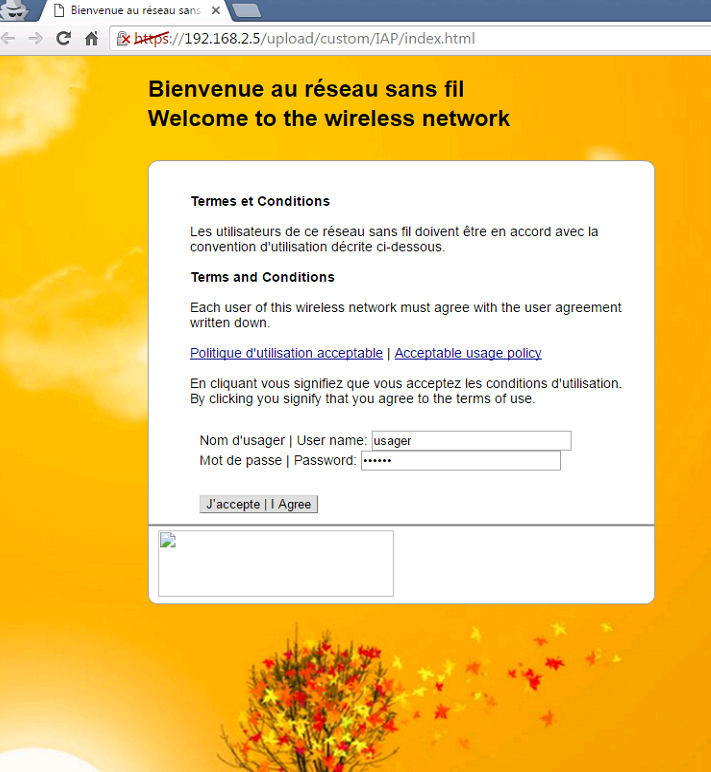 Bienvenue au réseau sans
https://192.168.2.5/upload/custom/IAP/index.html
Bienvenue au réseau sans fil
Welcome to the wireless network
Termes et Conditions
Les utilisateurs de ce réseau sans fil doivent être en accord avec la
convention d'utilisation décrite ci-dessous.
Terms and Conditions
Each user of this wireless network must agree with the user agreement
written down.
Politique d'utilisation acceptable | Acceptable usage policy
En cliquant vous signifiez que vous acceptez les conditions d'utilisation.
By clicking you signify that you agree to the terms of use.
Nom d'usager | User name: usager
Mot de passe | Password: ••••••
J'accepte | I Agree